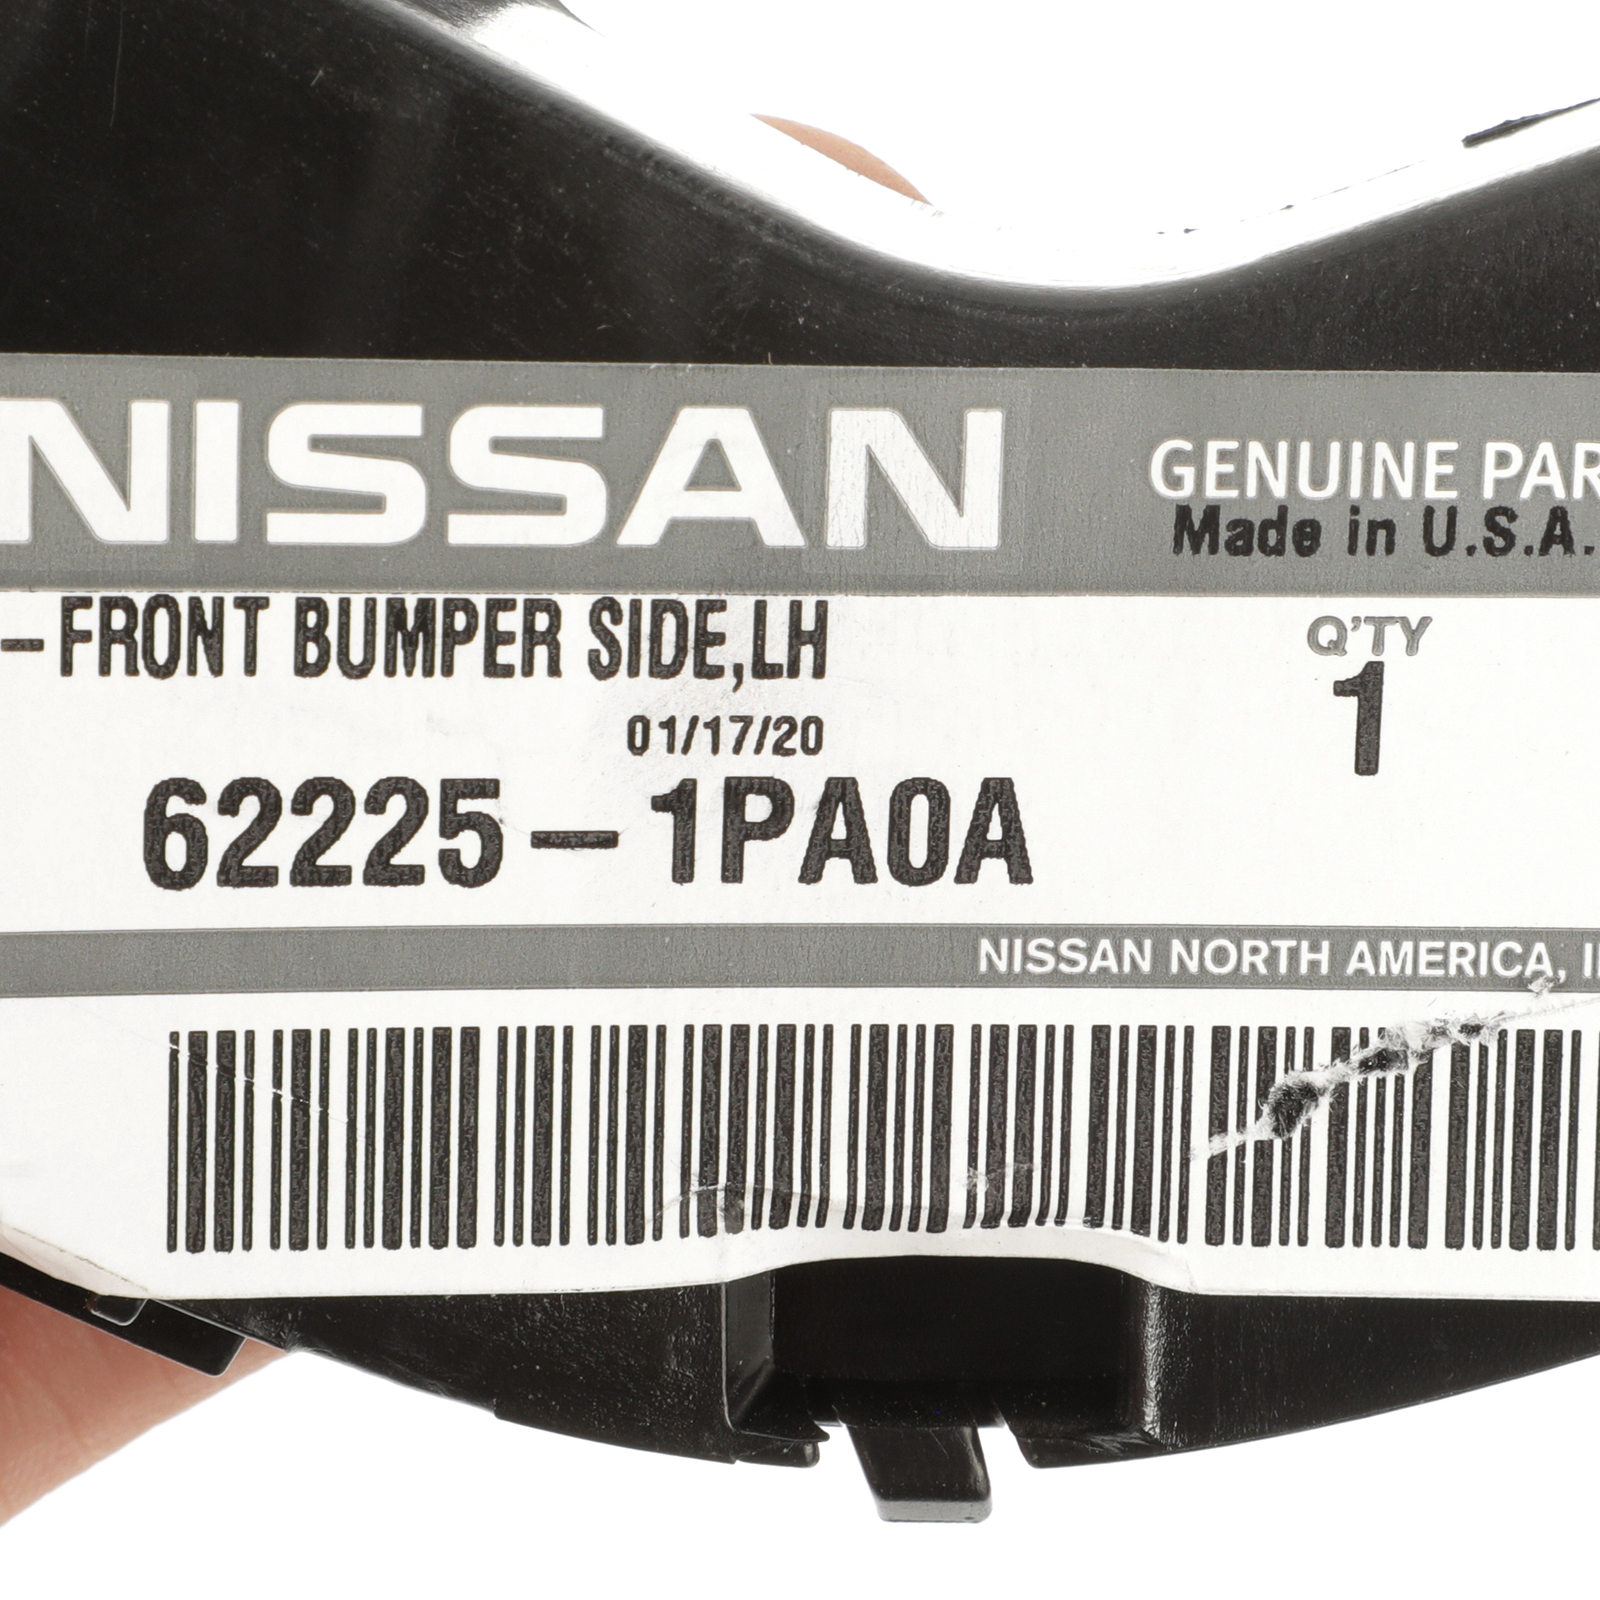 NISSAN
GENUINE PAR
Made in U.S.A.
-FRONT BUMPER SIDE,LH
Q'TY
1
01/17/20
62225-1PA0A
NISSAN NORTH AMERICA, I